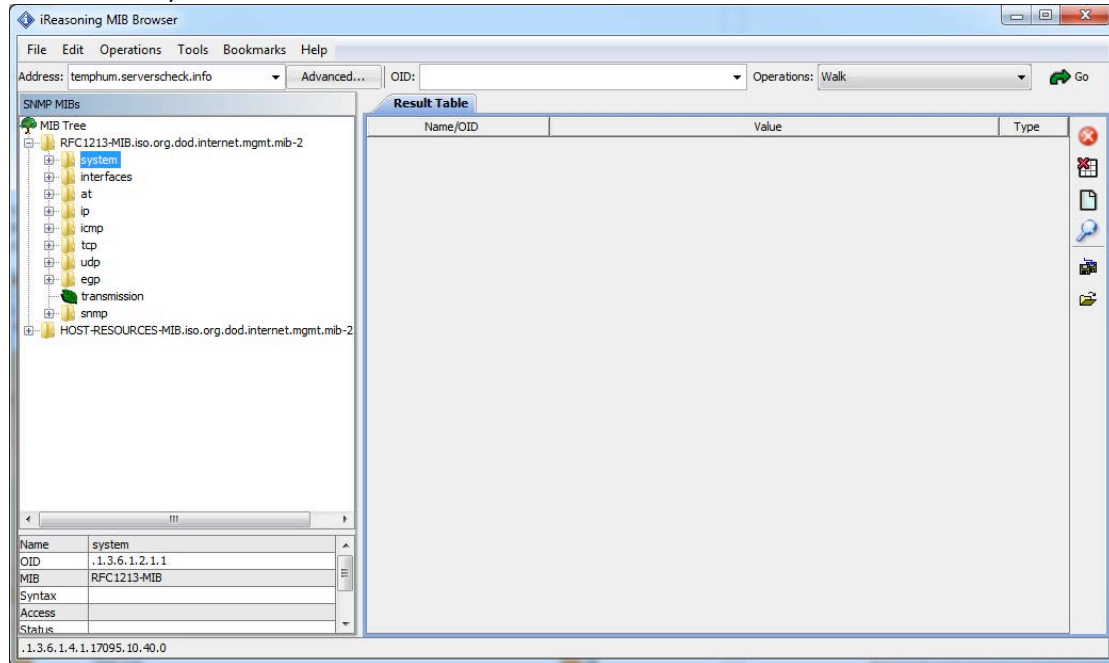 iReasoning MIB Browser
File Edit Operations Tools Bookmarks Help
Address: temphum.serverscheck.info Advanced... OID: Operations: Walk Go
SNMP MIBs
Result Table
Name/OID Value Type
MIB Tree
RFC1213-MIB.iso.org.dod.internet.mgmt.mib-2
system
interfaces
at
ip
icmp
tcp
udp
egp
transmission
snmp
HOST-RESOURCES-MIB.iso.org.dod.internet.mgmt.mib-2
Name system
OID .1.3.6.1.2.1.1
MIB RFC1213-MIB
Syntax
Access
Status
.1.3.6.1.4.1.17095.10.40.0